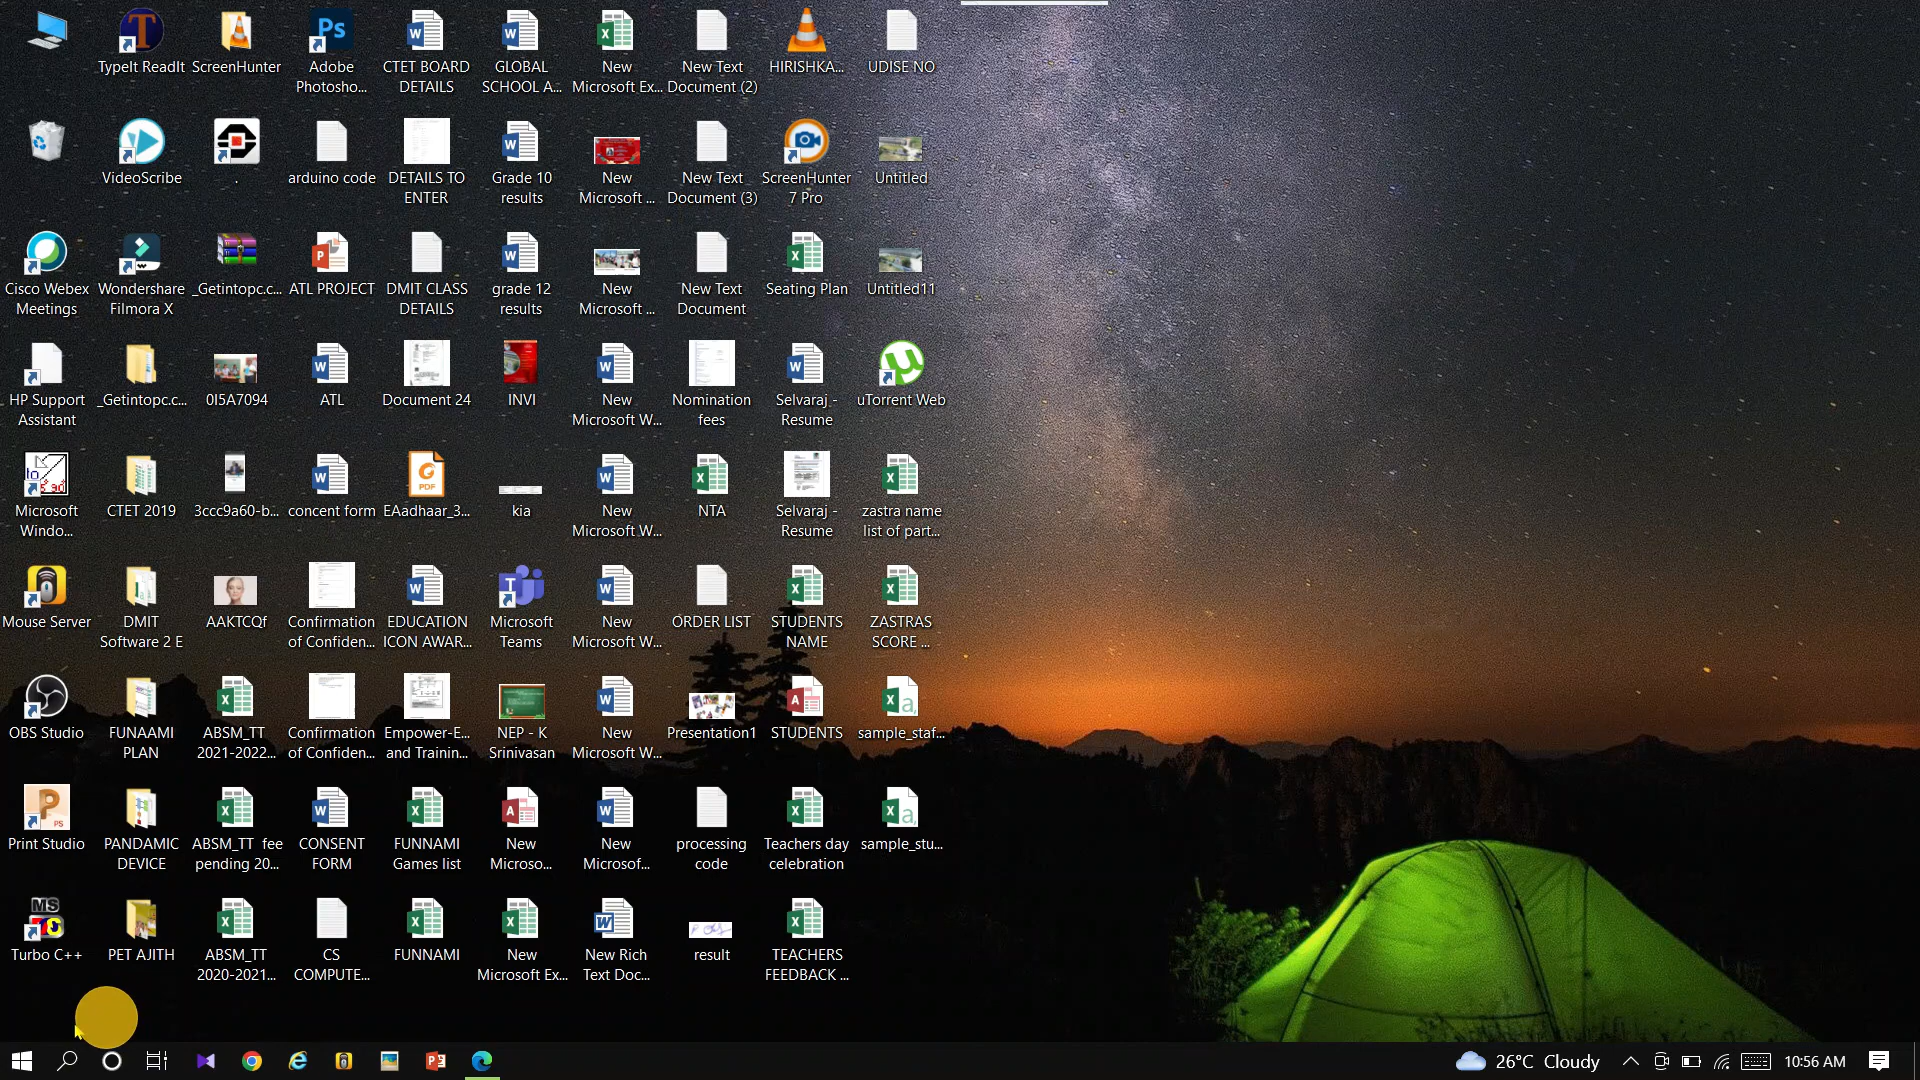 TypeIt ReadIt
ScreenHunter
Adobe
Photosho...
CTET BOARD
DETAILS
GLOBAL
SCHOOL A...
New
Microsoft Ex...
New Text
Document (2)
HIRISHKA...
UDISE NO
VideoScribe
.
arduino code
DETAILS TO
ENTER
Grade 10
results
New
Microsoft ...
New Text
Document (3)
ScreenHunter
7 Pro
Untitled
Cisco Webex
Meetings
Wondershare
Filmora X
_Getintopc.c...
ATL PROJECT
DMIT CLASS
DETAILS
grade 12
results
New
Microsoft ...
New Text
Document
Seating Plan
Untitled11
HP Support
Assistant
_Getintopc.c...
0I5A7094
ATL
Document 24
INVI
New
Microsoft W...
Nomination
fees
Selvaraj -
Resume
uTorrent Web
Microsoft
Windo...
CTET 2019
3ccc9a60-b...
concent form
EAadhaar_3...
kia
New
Microsoft W...
NTA
Selvaraj -
Resume
zastra name
list of part...
Mouse Server
DMIT
Software 2 E
AAKTCQf
Confirmation
of Confiden...
EDUCATION
ICON AWAR...
Microsoft
Teams
New
Microsoft W...
ORDER LIST
STUDENTS
NAME
ZASTRAS
SCORE ...
OBS Studio
FUNAAMI
PLAN
ABSM_TT
2021-2022...
Confirmation
of Confiden...
Empower-E...
and Trainin...
NEP - K
Srinivasan
New
Microsoft W...
Presentation1
STUDENTS
sample_staf...
Print Studio
PANDAMIC
DEVICE
ABSM_TT fee
pending 20...
CONSENT
FORM
FUNNAMI
Games list
New
Microso...
New
Microsof...
processing
code
Teachers day
celebration
sample_stu...
Turbo C++
PET AJITH
ABSM_TT
2020-2021...
CS
COMPUTE...
FUNNAMI
New
Microsoft Ex...
New Rich
Text Doc...
result
TEACHERS
FEEDBACK ...
26°C Cloudy
10:56 AM